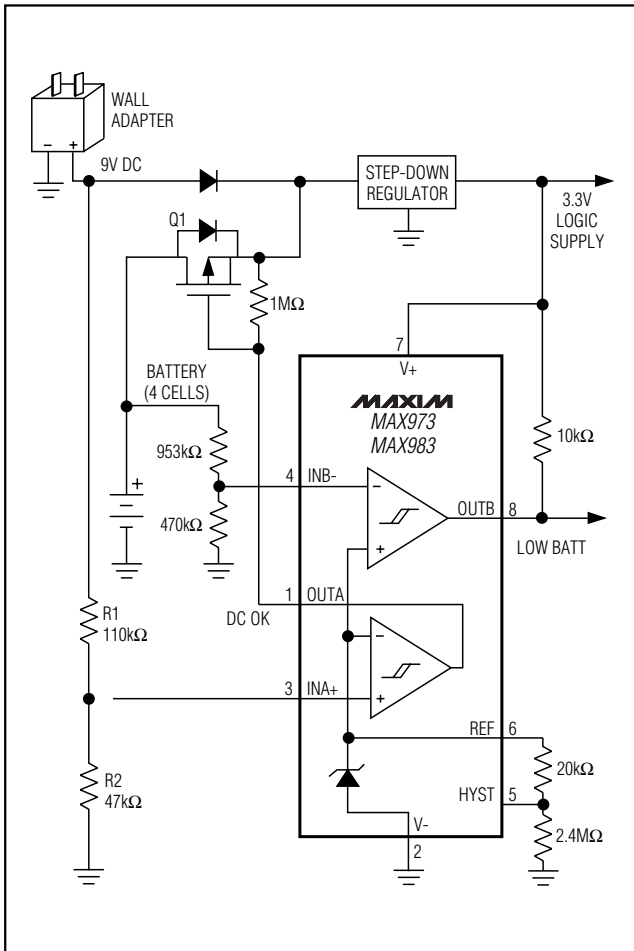 WALL
ADAPTER
− +
9V DC
STEP-DOWN
REGULATOR
3.3V
LOGIC
SUPPLY
Q1
1MΩ
7
V+
BATTERY
(4 CELLS)
MAXIM
MAX973
MAX983
10kΩ
953kΩ
4 INB-
−
+
OUTB 8
LOW BATT
470kΩ
+
1 OUTA
DC OK
R1
110kΩ
−
+
3 INA+
REF 6
20kΩ
R2
47kΩ
HYST 5
2.4MΩ
V-
2